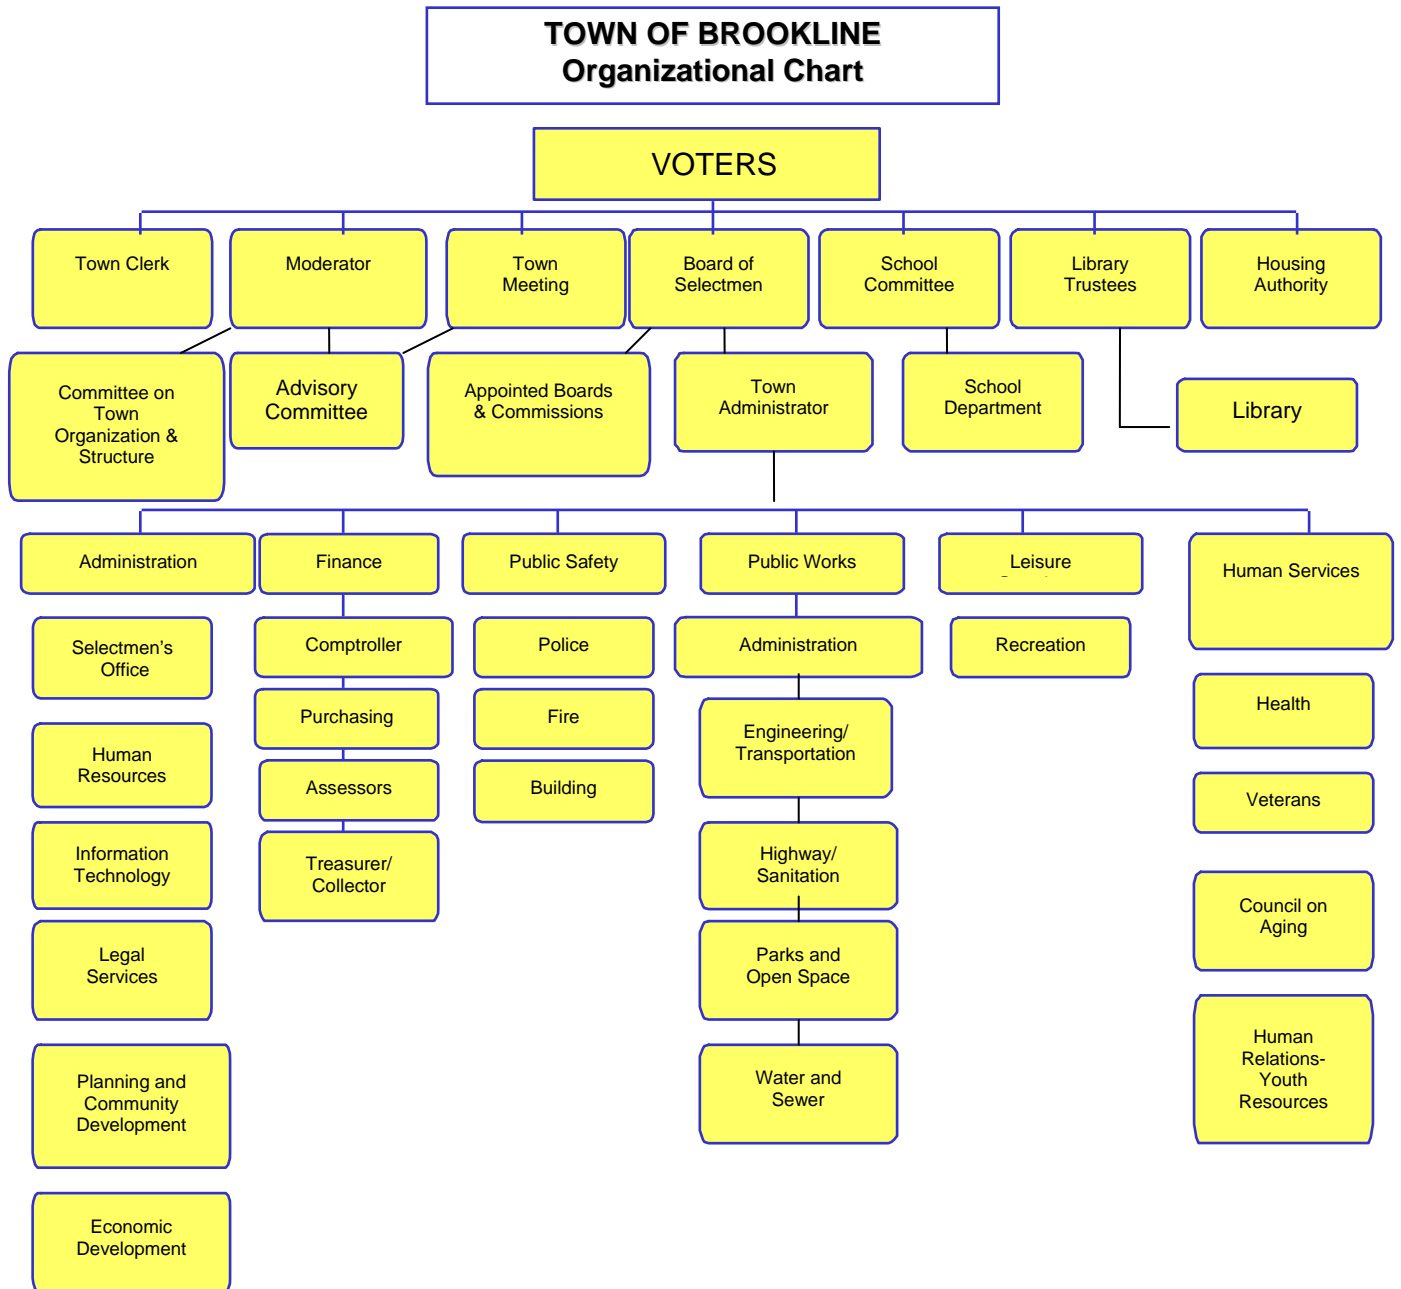 TOWN OF BROOKLINE
Organizational Chart
VOTERS
Town Clerk
Moderator
Town
Meeting
Board of
Selectmen
School
Committee
Library
Trustees
Housing
Authority
Committee on
Town
Organization &
Structure
Advisory
Committee
Appointed Boards
& Commissions
Town
Administrator
School
Department
Library
Administration
Finance
Public Safety
Public Works
Leisure
Human Services
Selectmen's
Office
Human
Resources
Information
Technology
Legal
Services
Planning and
Community
Development
Economic
Development
Comptroller
Purchasing
Assessors
Treasurer/
Collector
Police
Fire
Building
Administration
Engineering/
Transportation
Highway/
Sanitation
Parks and
Open Space
Water and
Sewer
Recreation
Health
Veterans
Council on
Aging
Human
Relations-
Youth
Resources